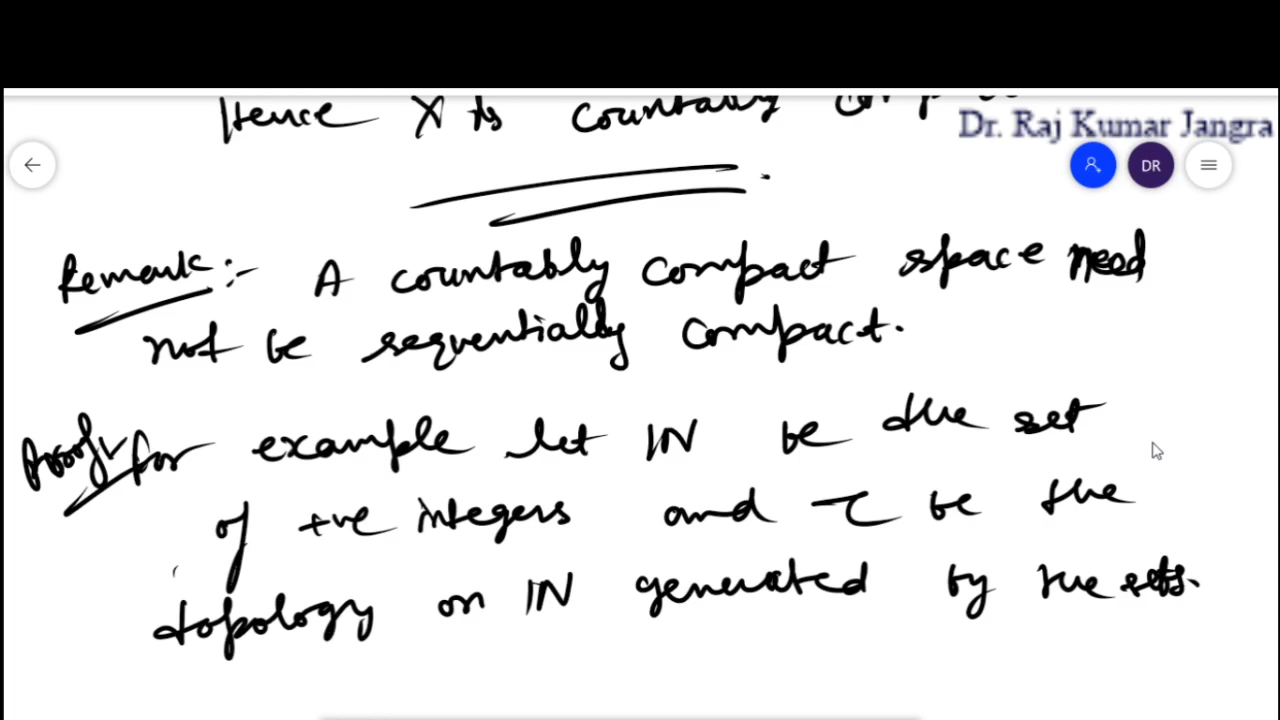 Hence X is countably
Dr. Raj Kumar Jangra
DR
Remark:- A countably compact space need
not be sequentially compact.
Proof:- for example let IN be the set
of +ve integers and τ be the
topology on IN generated by the sets.